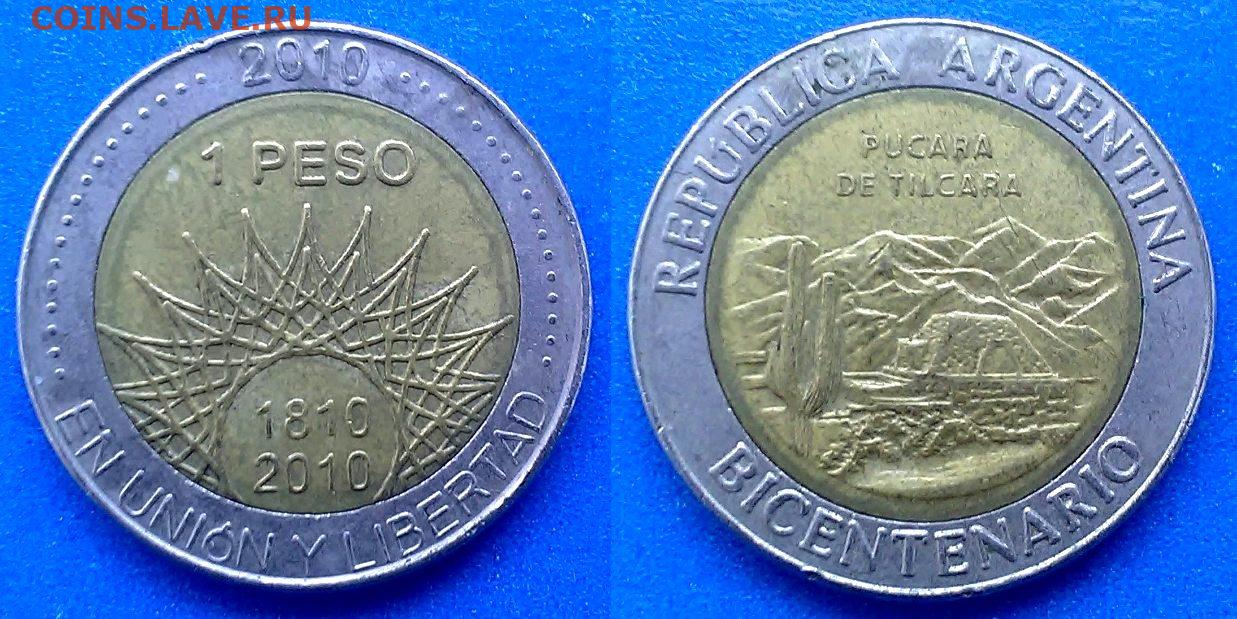 COINS.LAVE.RU
2010
1 PESO
1810
2010
EN UNIÓN Y LIBERTAD
REPUBLICA ARGENTINA
PUCARA
DE TILCARA
BICENTENARIO